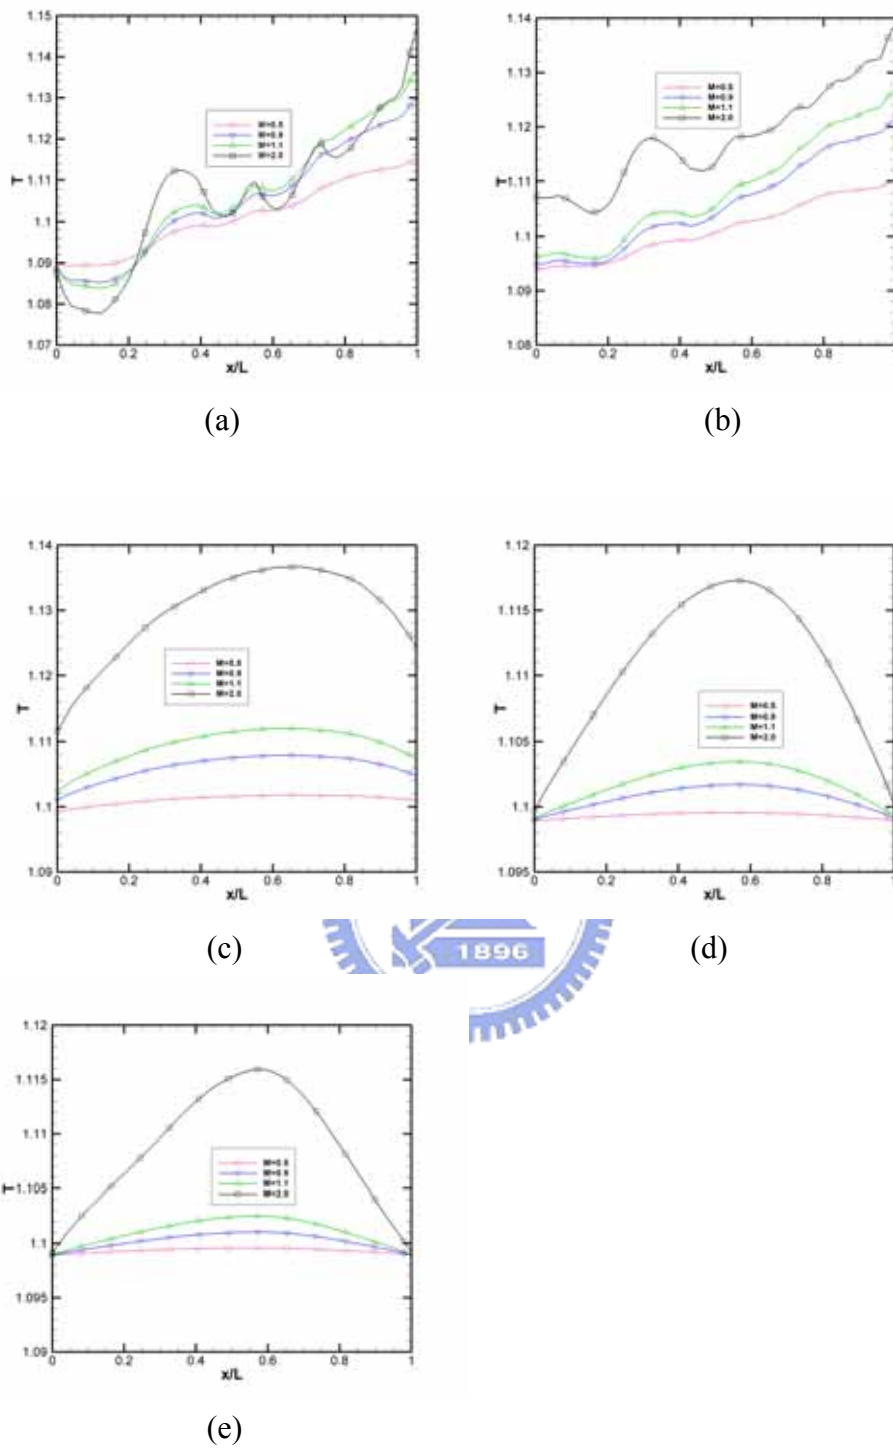 1.15
1.14
1.13
1.12
1.11
1.1
1.09
1.08
1.07
T
0
0.2
0.4
0.6
0.8
1
x/L
M=0.5
M=0.9
M=1.1
M=2.0
(a)
1.14
1.13
1.12
1.11
1.1
1.09
1.08
T
0
0.2
0.4
0.6
0.8
x/L
M=0.5
M=0.9
M=1.1
M=2.0
(b)
1.14
1.13
1.12
1.11
1.1
1.09
T
0
0.2
0.4
0.6
0.8
1
x/L
M=0.5
M=0.9
M=1.1
M=2.0
(c)
1.12
1.115
1.11
1.105
1.1
1.095
T
0
0.2
0.4
0.6
0.8
x/L
M=0.5
M=0.9
M=1.1
M=2.0
(d)
1896
1.12
1.115
1.11
1.105
1.1
1.095
1.09
T
0
0.2
0.4
0.6
0.8
1
x/L
M=0.5
M=0.9
M=1.1
M=2.0
(e)